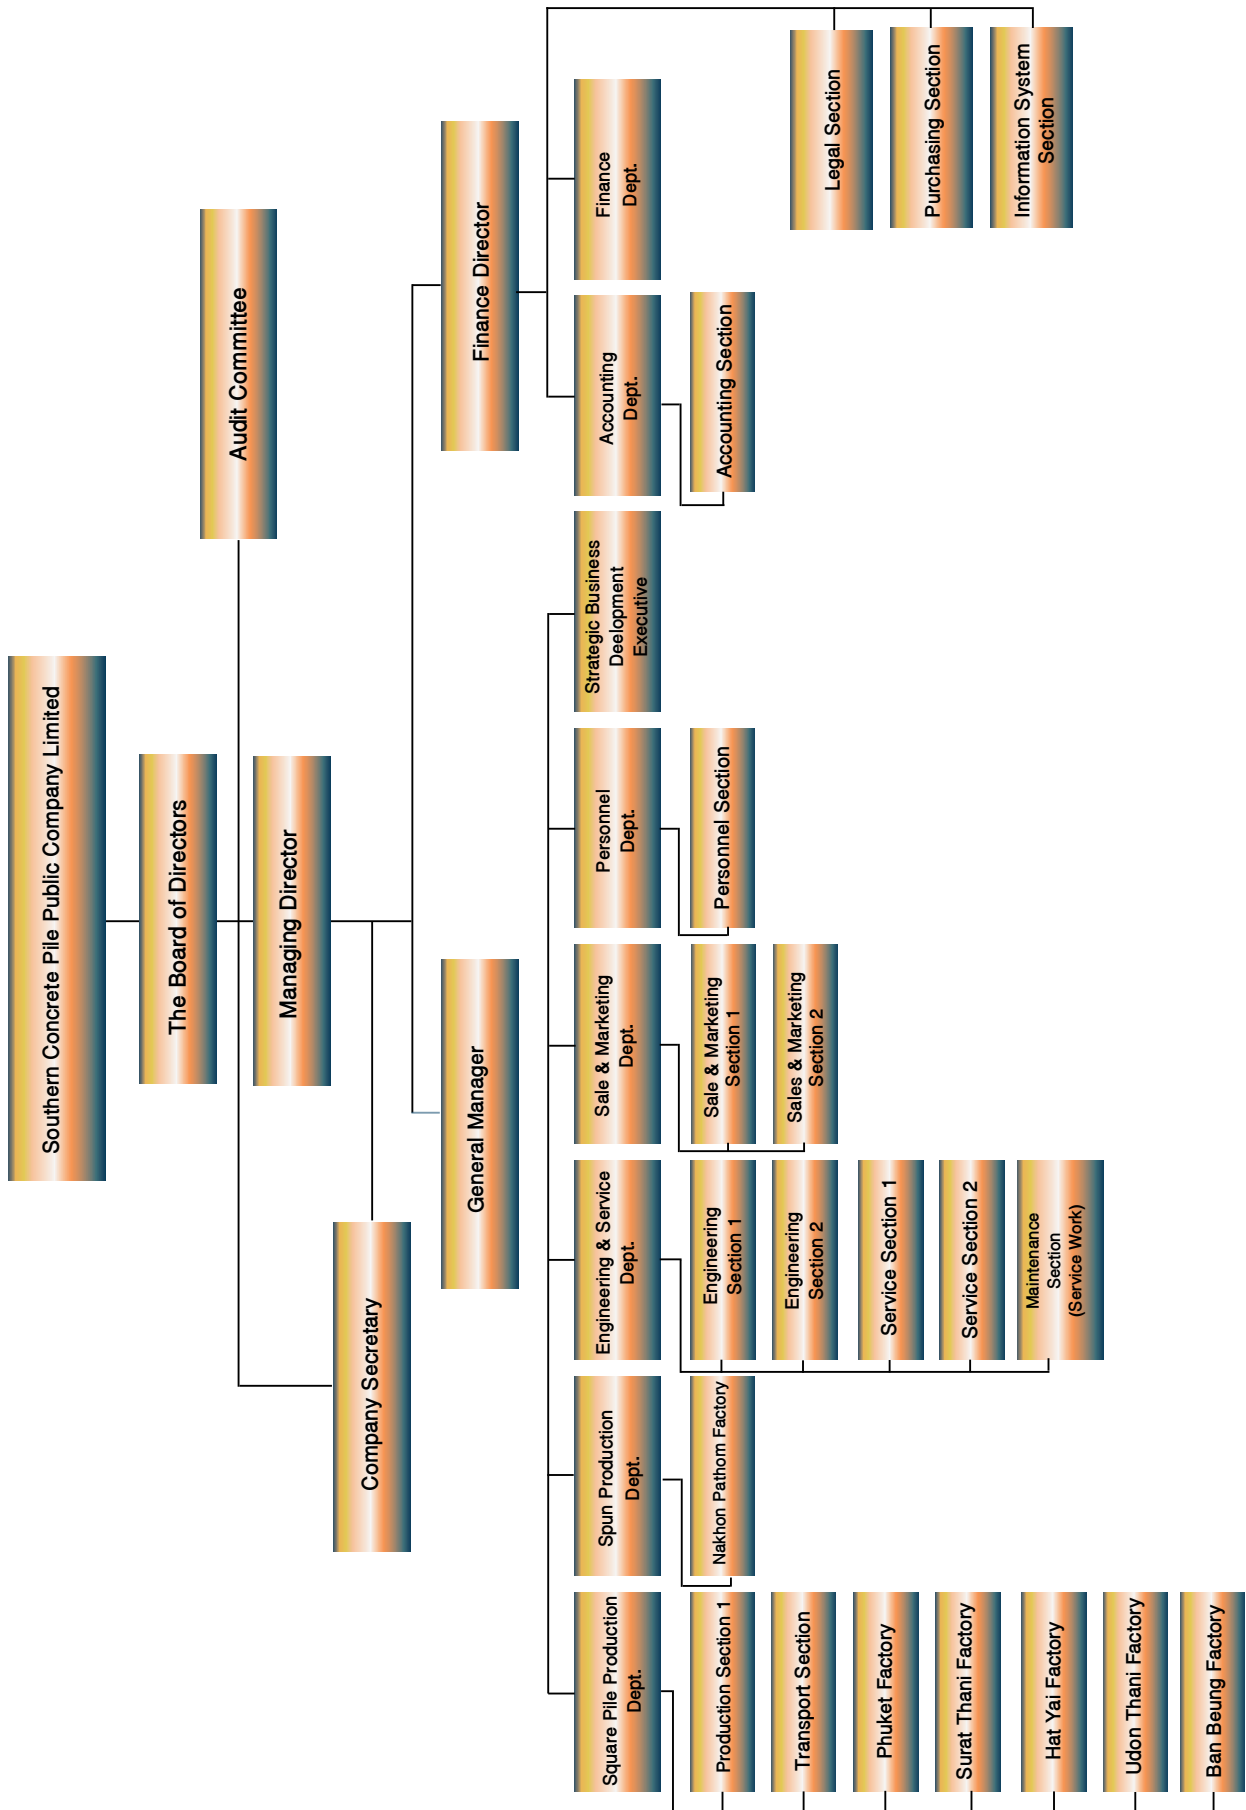 Southern Concrete Pile Public Company Limited
The Board of Directors
Audit Committee
Managing Director
Company Secretary
General Manager
Finance Director
Square Pile Production
Dept.
Spun Production
Dept.
Engineering & Service
Dept.
Sale & Marketing
Dept.
Personnel
Dept.
Strategic Business
Deelopment
Executive
Accounting
Dept.
Finance
Dept.
Production Section 1
Transport Section
Phuket Factory
Surat Thani Factory
Hat Yai Factory
Udon Thani Factory
Ban Beung Factory
Nakhon Pathom Factory
Engineering
Section 1
Engineering
Section 2
Service Section 1
Service Section 2
Maintenance
Section
(Service Work)
Sale & Marketing
Section 1
Sales & Marketing
Section 2
Personnel Section
Accounting Section
Legal Section
Purchasing Section
Information System
Section